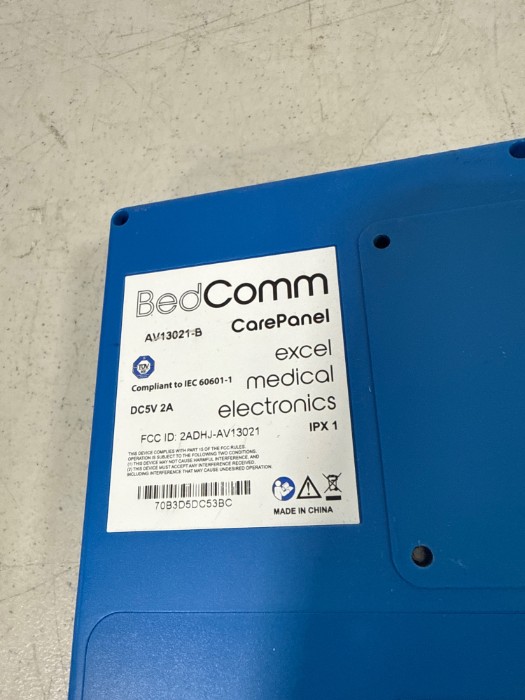 BedComm
AV13021-B
CarePanel
TÜV
excel
medical
electronics
Compliant to IEC 60601-1
DC5V 2A
FCC ID: 2ADHJ-AV13021
IPX 1
THIS DEVICE COMPLIES WITH PART 15 OF THE FCC RULES
OPERATION IS SUBJECT TO THE FOLLOWING TWO CONDITIONS:
(1) THIS DEVICE MAY NOT CAUSE HARMFUL INTERFERENCE, AND
(2) THIS DEVICE MUST ACCEPT ANY INTERFERENCE RECEIVED,
INCLUDING INTERFERENCE THAT MAY CAUSE UNDESIRED OPERATION
70B3D5DC53BC
MADE IN CHINA